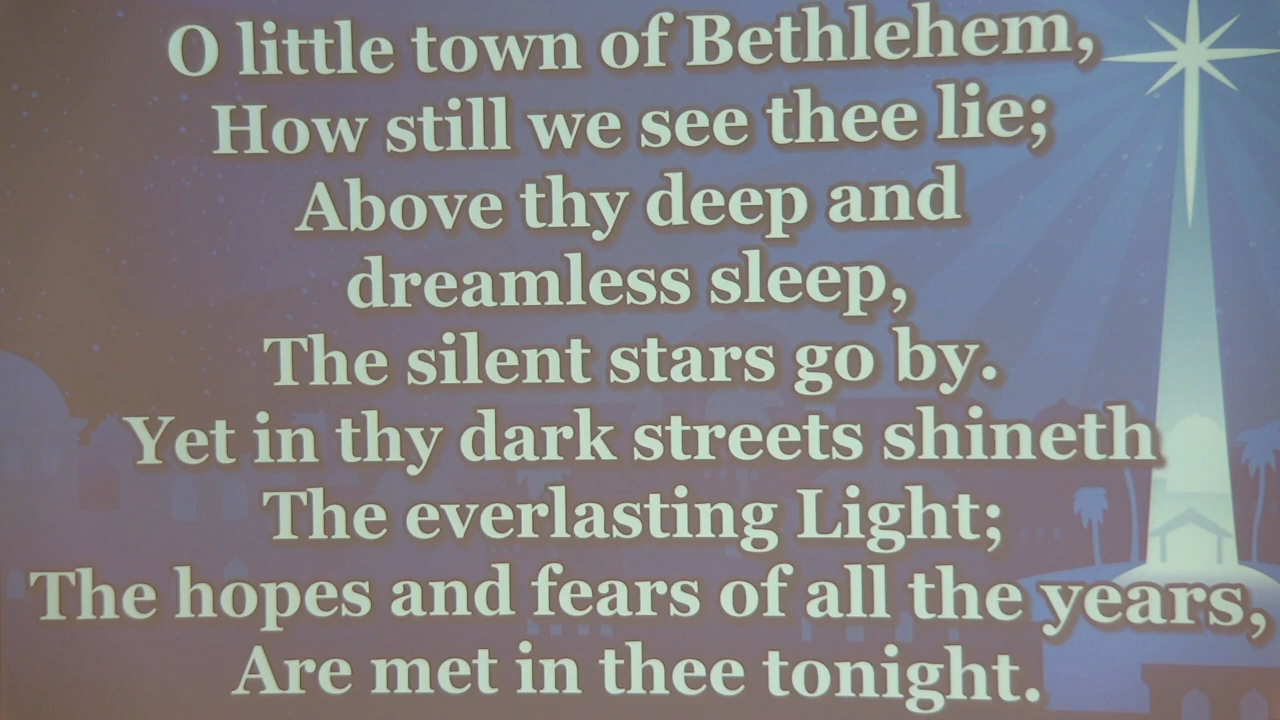 O little town of Bethlehem,
How still we see thee lie;
Above thy deep and
dreamless sleep,
The silent stars go by.
Yet in thy dark streets shineth
The everlasting Light;
The hopes and fears of all the years,
Are met in thee tonight.